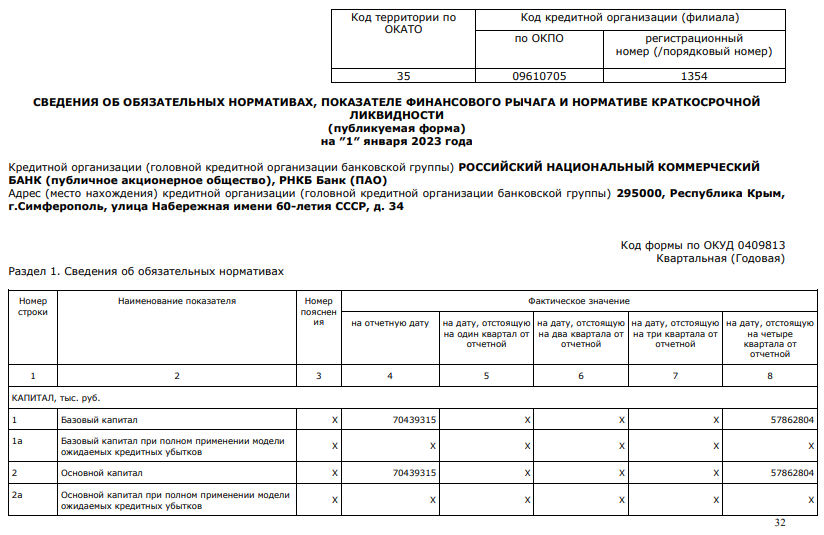 Код территории по ОКАТО
Код кредитной организации (филиала)
по ОКПО
регистрационный номер (/порядковый номер)
35 09610705 1354
СВЕДЕНИЯ ОБ ОБЯЗАТЕЛЬНЫХ НОРМАТИВАХ, ПОКАЗАТЕЛЕ ФИНАНСОВОГО РЫЧАГА И НОРМАТИВЕ КРАТКОСРОЧНОЙ
ЛИКВИДНОСТИ
(публикуемая форма)
на "1" января 2023 года
Кредитной организации (головной кредитной организации банковской группы) РОССИЙСКИЙ НАЦИОНАЛЬНЫЙ КОММЕРЧЕСКИЙ
БАНК (публичное акционерное общество), РНКБ Банк (ПАО)
Адрес (место нахождения) кредитной организации (головной кредитной организации банковской группы) 295000, Республика Крым,
г.Симферополь, улица Набережная имени 60-летия СССР, д. 34
Код формы по ОКУД 0409813
Квартальная (Годовая)
Раздел 1. Сведения об обязательных нормативах
Номер строки
Наименование показателя
Номер пояснен ия
Фактическое значение
на отчетную дату
на дату, отстоящую на один квартал от отчетной
на дату, отстоящую на два квартала от отчетной
на дату, отстоящую на три квартала от отчетной
на дату, отстоящую на четыре квартала от отчетной
1 2 3 4 5 6 7 8
КАПИТАЛ, тыс. руб.
1 Базовый капитал X 70439315 X X X 57862804
1а Базовый капитал при полном применении модели ожидаемых кредитных убытков X X X X X X
2 Основной капитал X 70439315 X X X 57862804
2а Основной капитал при полном применении модели ожидаемых кредитных убытков X X X X X X
32